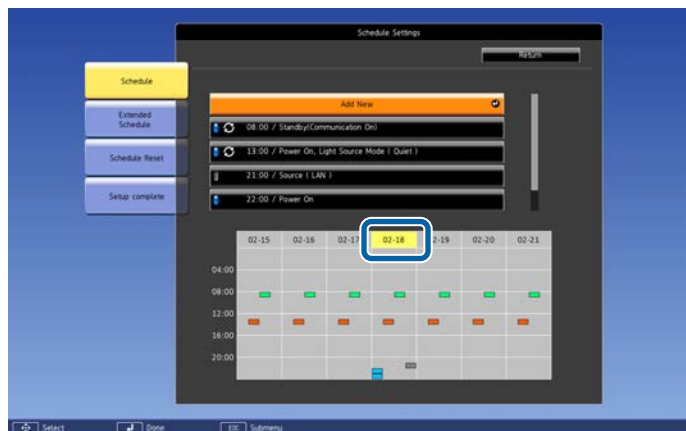 Schedule Settings
Return
Schedule
Extended
Schedule
Schedule Reset
Setup complete
Add New
08:00 / Standby(Communication On)
13:00 / Power On, Light Source Mode ( Quiet )
21:00 / Source ( LAN )
22:00 / Power On
02-15 02-16 02-17 02-18 2-19 02-20 02-21
04:00
08:00
12:00
16:00
20:00
Select Done Esc Submenu